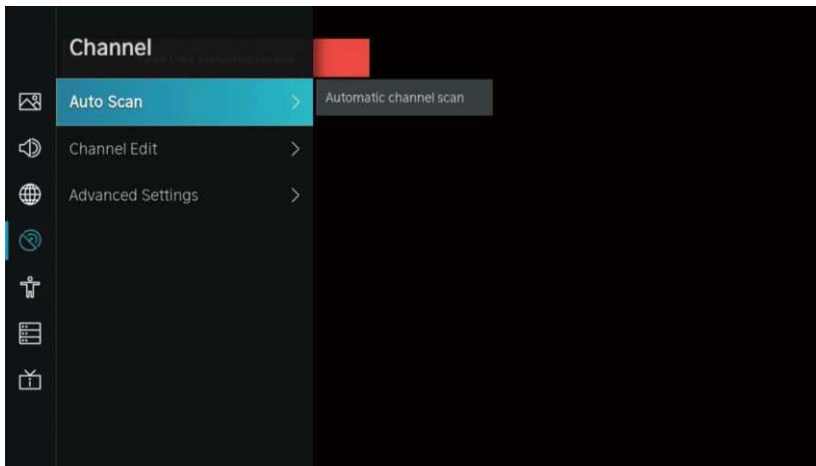 Channel
Auto Scan
Automatic channel scan
Channel Edit
Advanced Settings